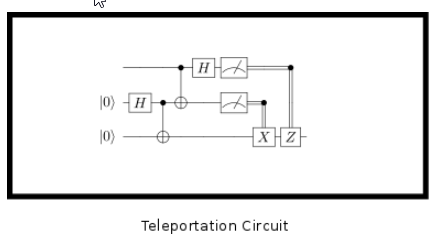 H
|0⟩ H
|0⟩ X Z
Teleportation Circuit